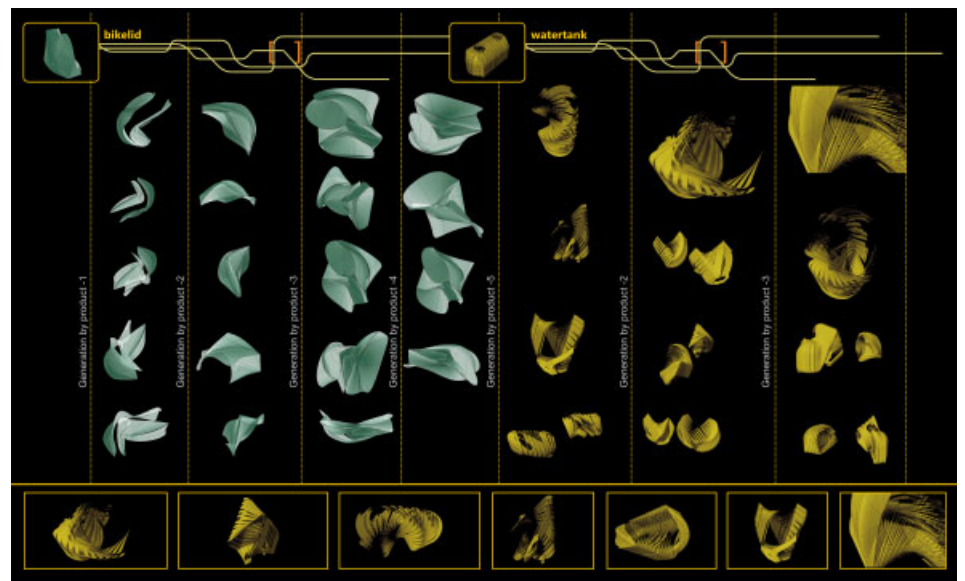 bikelid
watertank
Generation by product -1
Generation by product -2
Generation by product -3
Generation by product -4
Generation by product -5
Generation by product -2
Generation by product -3